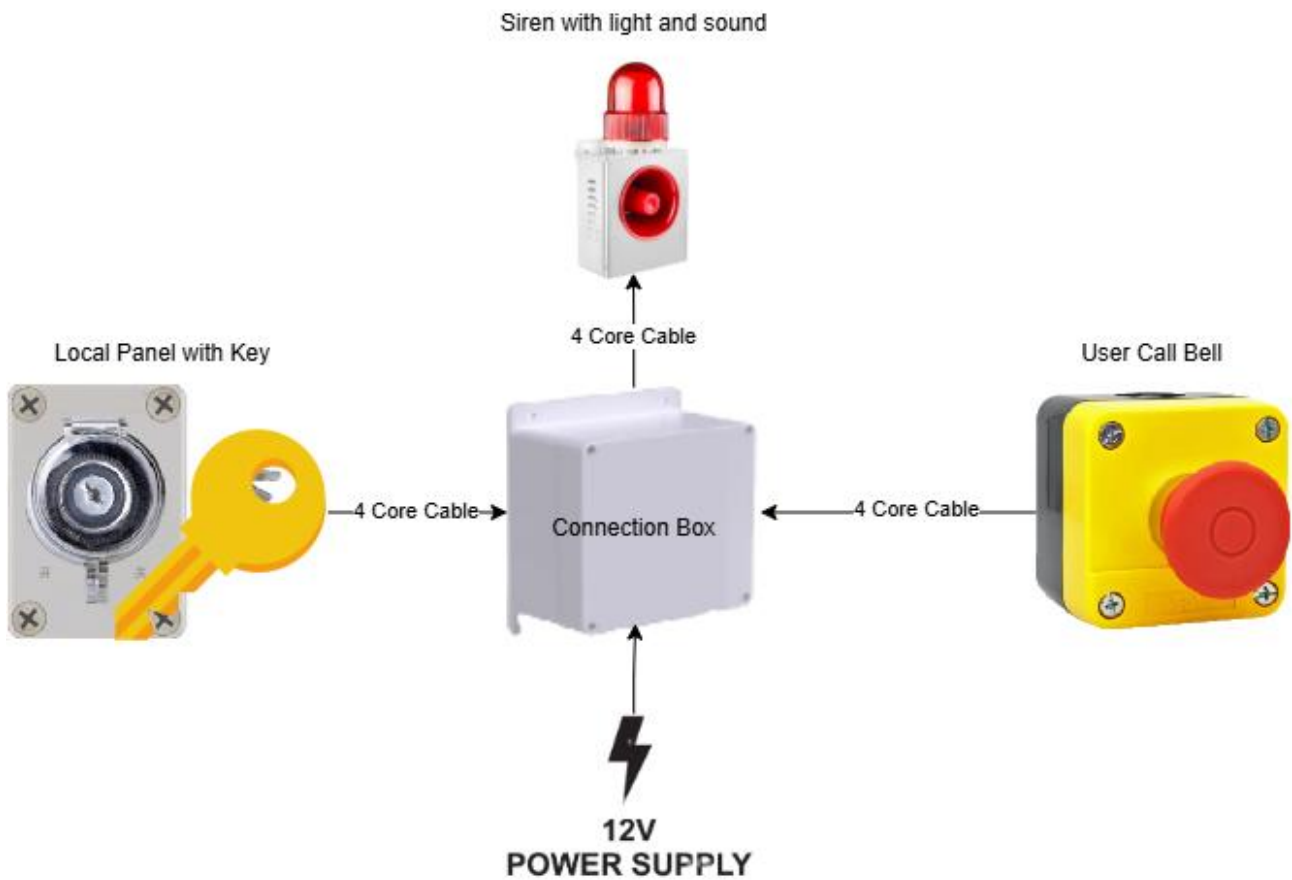 Siren with light and sound
4 Core Cable
Local Panel with Key
User Call Bell
4 Core Cable
Connection Box
4 Core Cable
12V
POWER SUPPLY